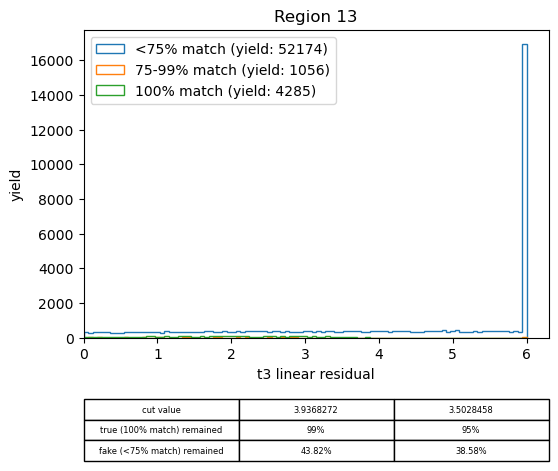 Region 13
<75% match (yield: 52174)
75-99% match (yield: 1056)
100% match (yield: 4285)
16000
14000
12000
10000
8000
6000
4000
2000
0
yield
0 1 2 3 4 5 6
t3 linear residual
cut value 3.9368272 3.5028458
true (100% match) remained 99% 95%
fake (<75% match) remained 43.82% 38.58%